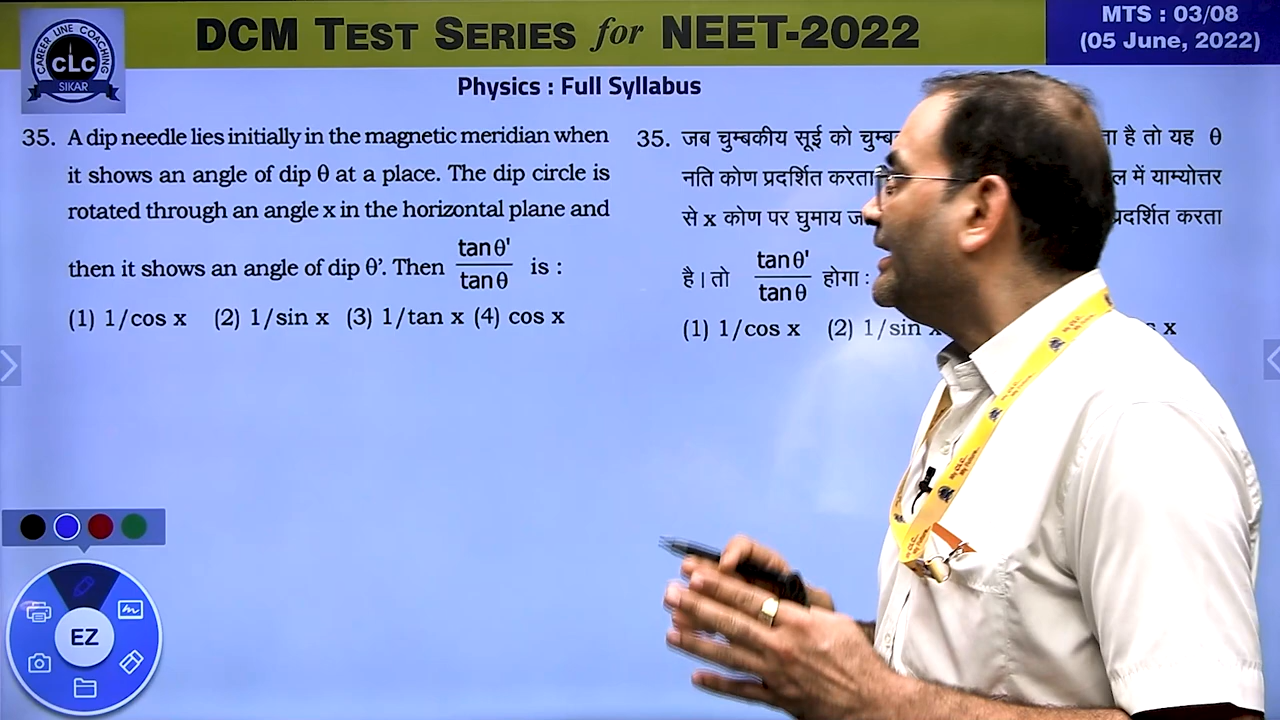 DCM TEST SERIES for NEET-2022
MTS : 03/08
(05 June, 2022)
CAREER LINE COACHING
CLC
SIKAR
Physics : Full Syllabus
35. A dip needle lies initially in the magnetic meridian when
it shows an angle of dip θ at a place. The dip circle is
rotated through an angle x in the horizontal plane and
then it shows an angle of dip θ'. Then tanθ'/tanθ is :
(1) 1/cos x (2) 1/sin x (3) 1/tan x (4) cos x
35. जब चुम्बकीय सूई को है तो यह θ
नति कोण प्रदर्शित करता में याम्योत्तर
से x कोण पर घुमाय प्रदर्शित करता
है। तो tanθ'/tanθ होगा :
(1) 1/cos x (2) 1/sin x x
EZ